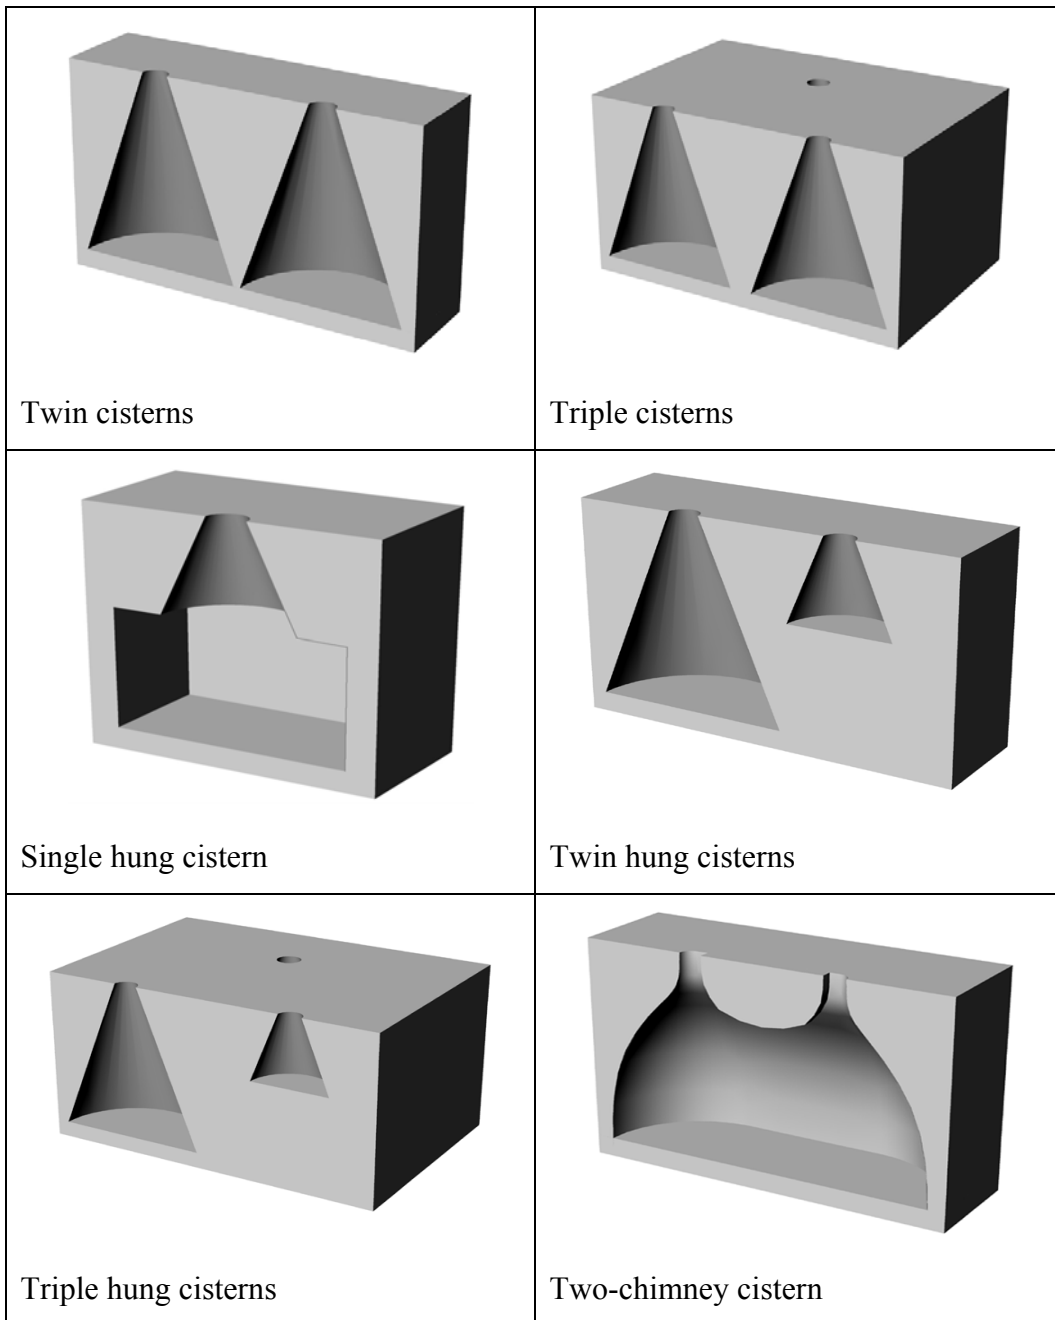 Twin cisterns
Triple cisterns
Single hung cistern
Twin hung cisterns
Triple hung cisterns
Two-chimney cistern